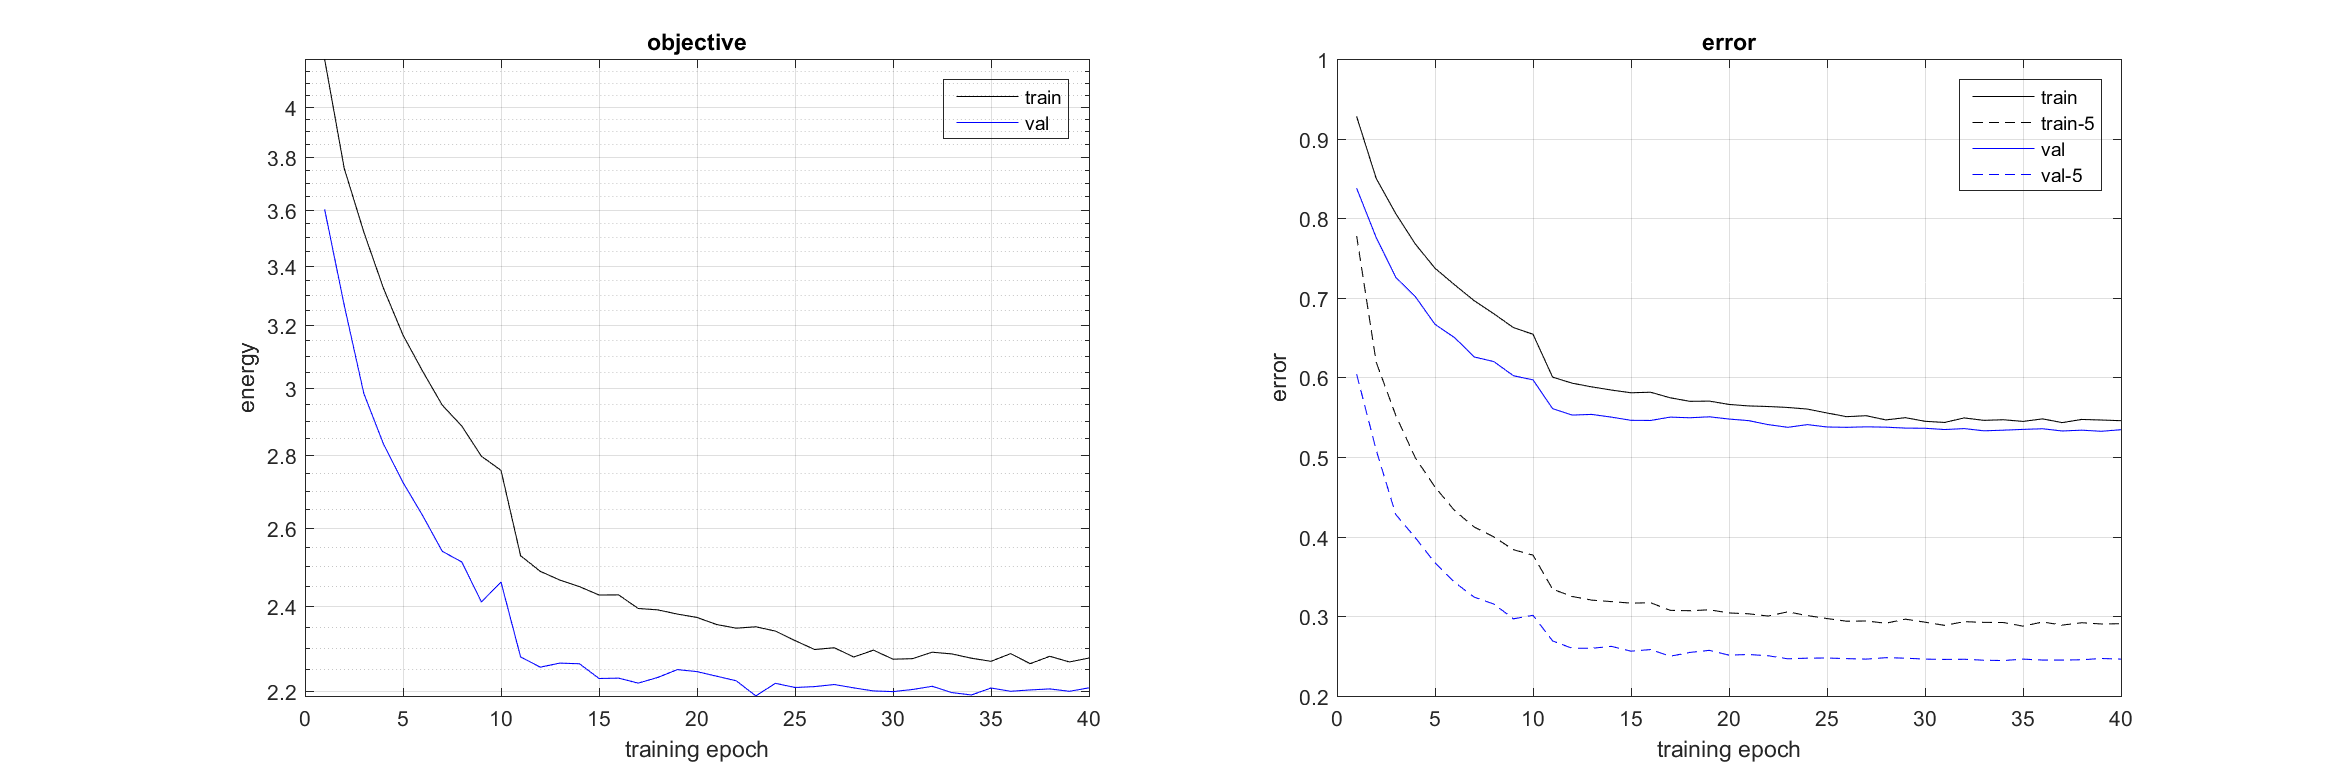 objective
train
val
4
3.8
3.6
3.4
3.2
3
2.8
2.6
2.4
2.2
energy
0 5 10 15 20 25 30 35 40
training epoch
error
train
train-5
val
val-5
1
0.9
0.8
0.7
0.6
0.5
0.4
0.3
0.2
error
0 5 10 15 20 25 30 35 40
training epoch